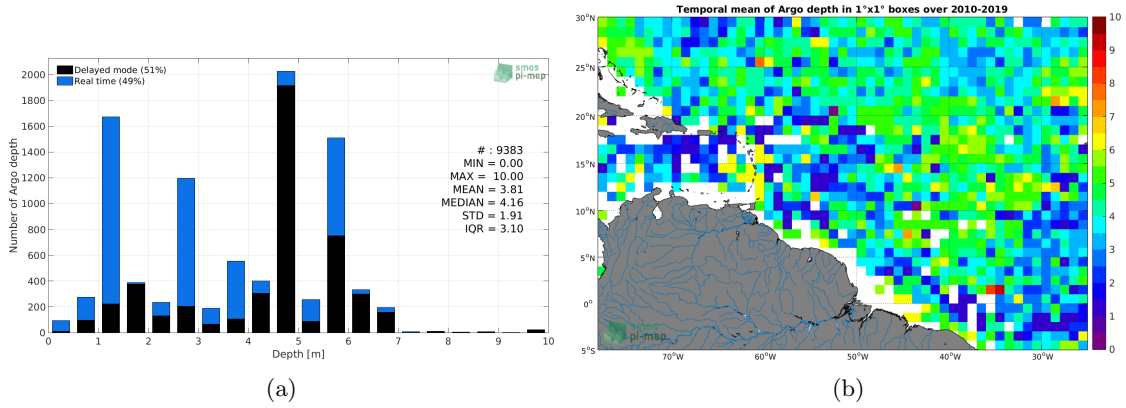 Temporal mean of Argo depth in 1°x1° boxes over 2010-2019
Delayed mode (51%)
Real time (49%)
smos
pi-mep
# : 9383
MIN = 0.00
MAX = 10.00
MEAN = 3.81
MEDIAN = 4.16
STD = 1.91
IQR = 3.10
Number of Argo depth
2000
1800
1600
1400
1200
1000
800
600
400
200
0
0 1 2 3 4 5 6 7 8 9 10
Depth [m]
(a)
30°N
25°N
20°N
15°N
10°N
5°N
0°
5°S
70°W 60°W 50°W 40°W 30°W
smos
pi-mep
10
9
8
7
6
5
4
3
2
1
0
(b)